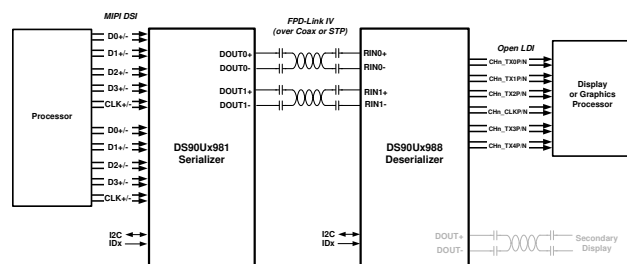 MIPI DSI
FPD-Link IV
(over Coax or STP)
Open LDI
Processor
D0+/-
D1+/-
D2+/-
D3+/-
CLK+/-
D0+/-
D1+/-
D2+/-
D3+/-
CLK+/-
I2C
IDx
DS90Ux981
Serializer
DOUT0+
DOUT0-
DOUT1+
DOUT1-
RIN0+
RIN0-
RIN1+
RIN1-
DS90Ux988
Deserializer
I2C
IDx
DOUT+
DOUT-
CHn_TX0P/N
CHn_TX1P/N
CHn_TX2P/N
CHn_CLKP/N
CHn_TX3P/N
CHn_TX4P/N
Display
or Graphics
Processor
Secondary
Display